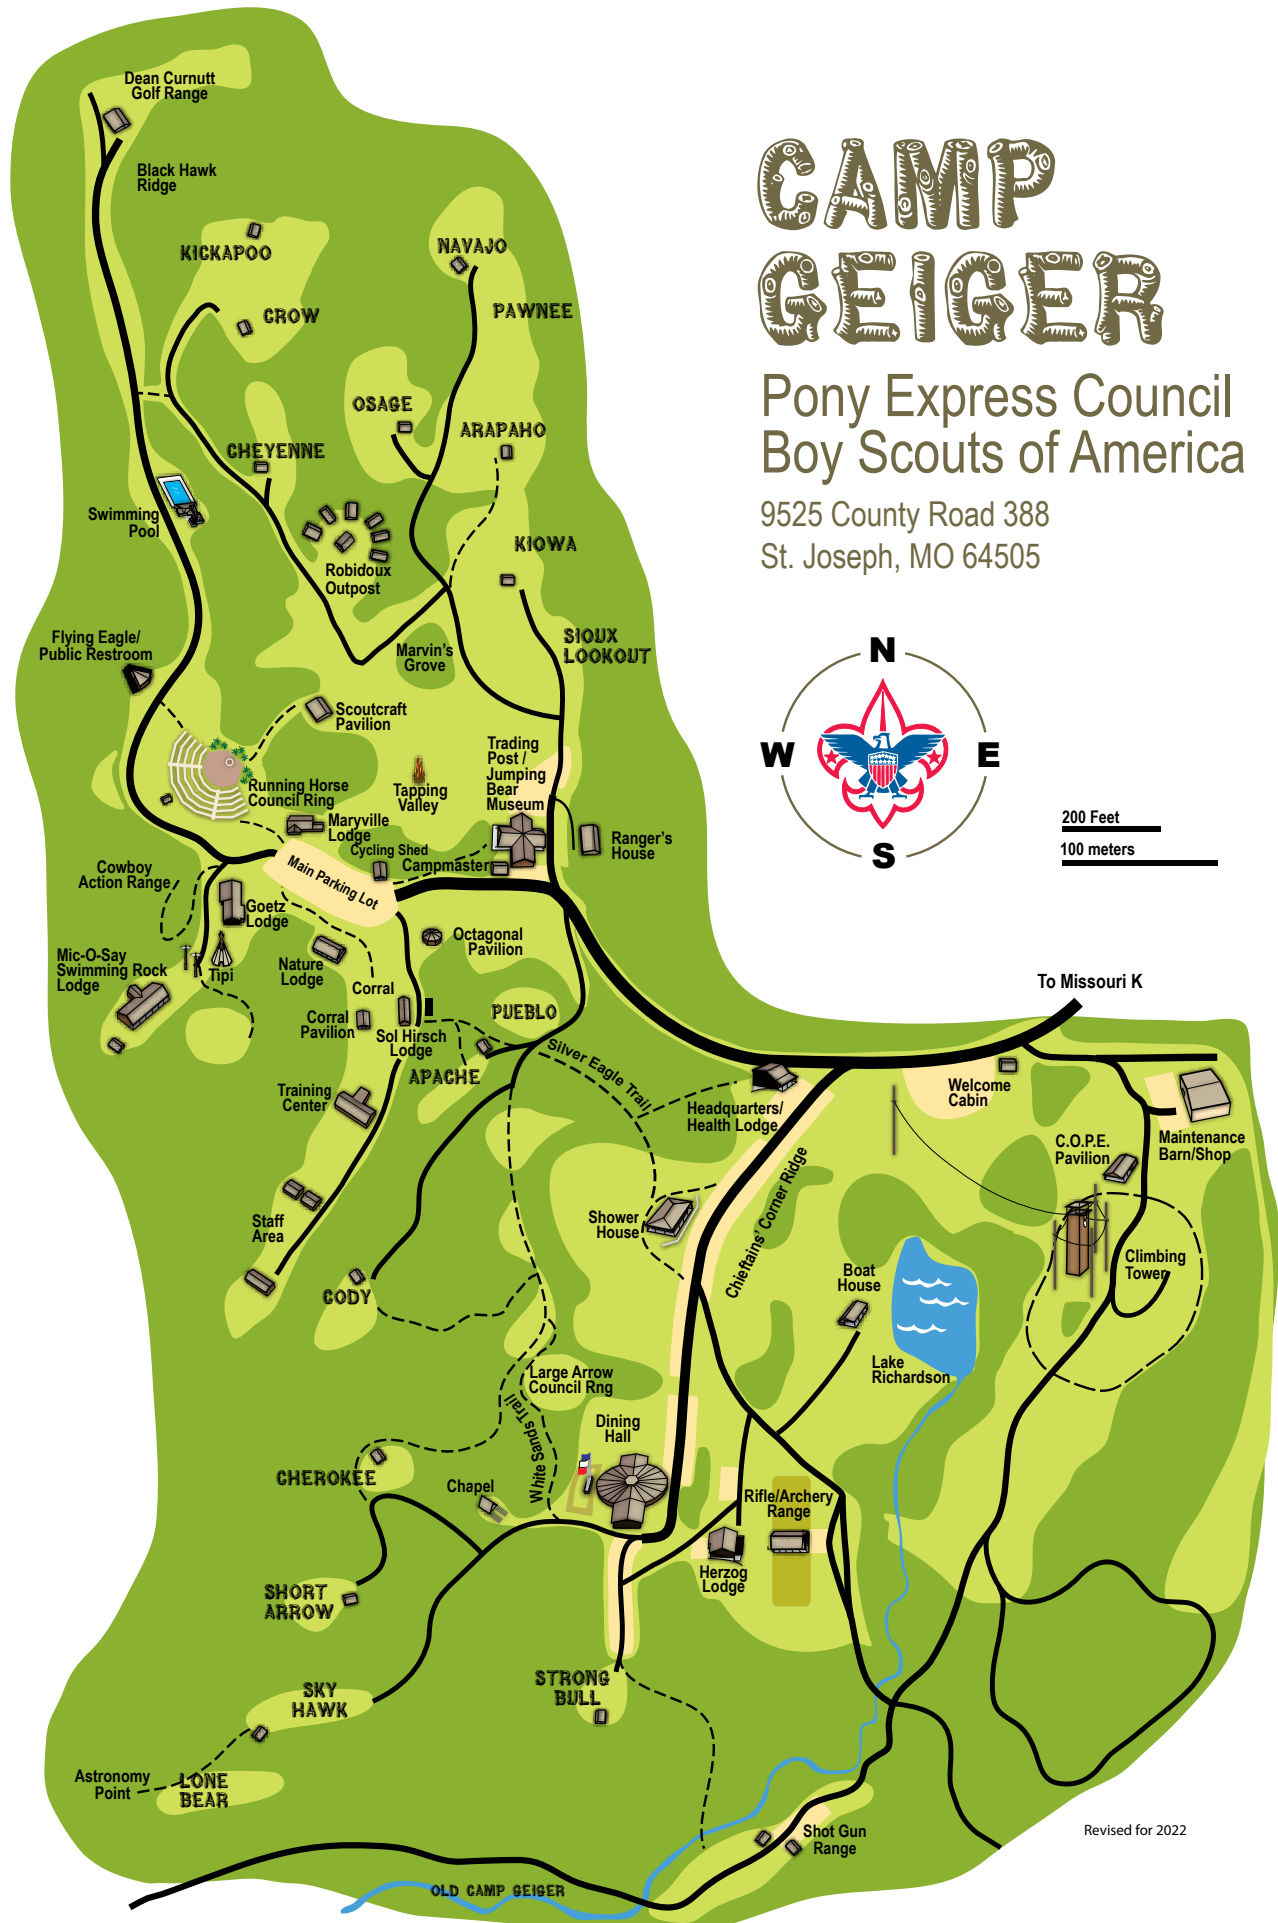 Dean Curnutt
Golf Range
Black Hawk
Ridge
KICKAPOO
NAVAJO
CROW
PAWNEE
CAMP
GEIGER
Pony Express Council
Boy Scouts of America
9525 County Road 388
St. Joseph, MO 64505
OSAGE
ARAPAHO
CHEYENNE
Swimming
Pool
Robidoux
Outpost
KIOWA
Flying Eagle/
Public Restroom
Marvin's
Grove
SIOUX
LOOKOUT
N
W
E
S
200 Feet
100 meters
Scoutcraft
Pavilion
Trading
Post /
Jumping
Bear
Museum
Running Horse
Council Ring
Tapping
Valley
Maryville
Lodge
Cycling Shed
Campmaster
Ranger's
House
Main Parking Lot
Cowboy
Action Range
Goetz
Lodge
Mic-O-Say
Swimming Rock
Lodge
Tipi
Nature
Lodge
Octagonal
Pavilion
Corral
Corral
Pavilion
Sol Hirsch
Lodge
PUEBLO
APACHE
Silver Eagle Trail
To Missouri K
Training
Center
Headquarters/
Health Lodge
Welcome
Cabin
C.O.P.E.
Pavilion
Maintenance
Barn/Shop
Staff
Area
Shower
House
Chieftains' Corner Ridge
Boat
House
Climbing
Tower
CODY
Lake
Richardson
Large Arrow
Council Rng
White Sands Trail
Dining
Hall
CHEROKEE
Chapel
Rifle/Archery
Range
Herzog
Lodge
SHORT
ARROW
SKY
HAWK
STRONG
BULL
Astronomy
Point
LONE
BEAR
Shot Gun
Range
Revised for 2022
OLD CAMP GEIGER